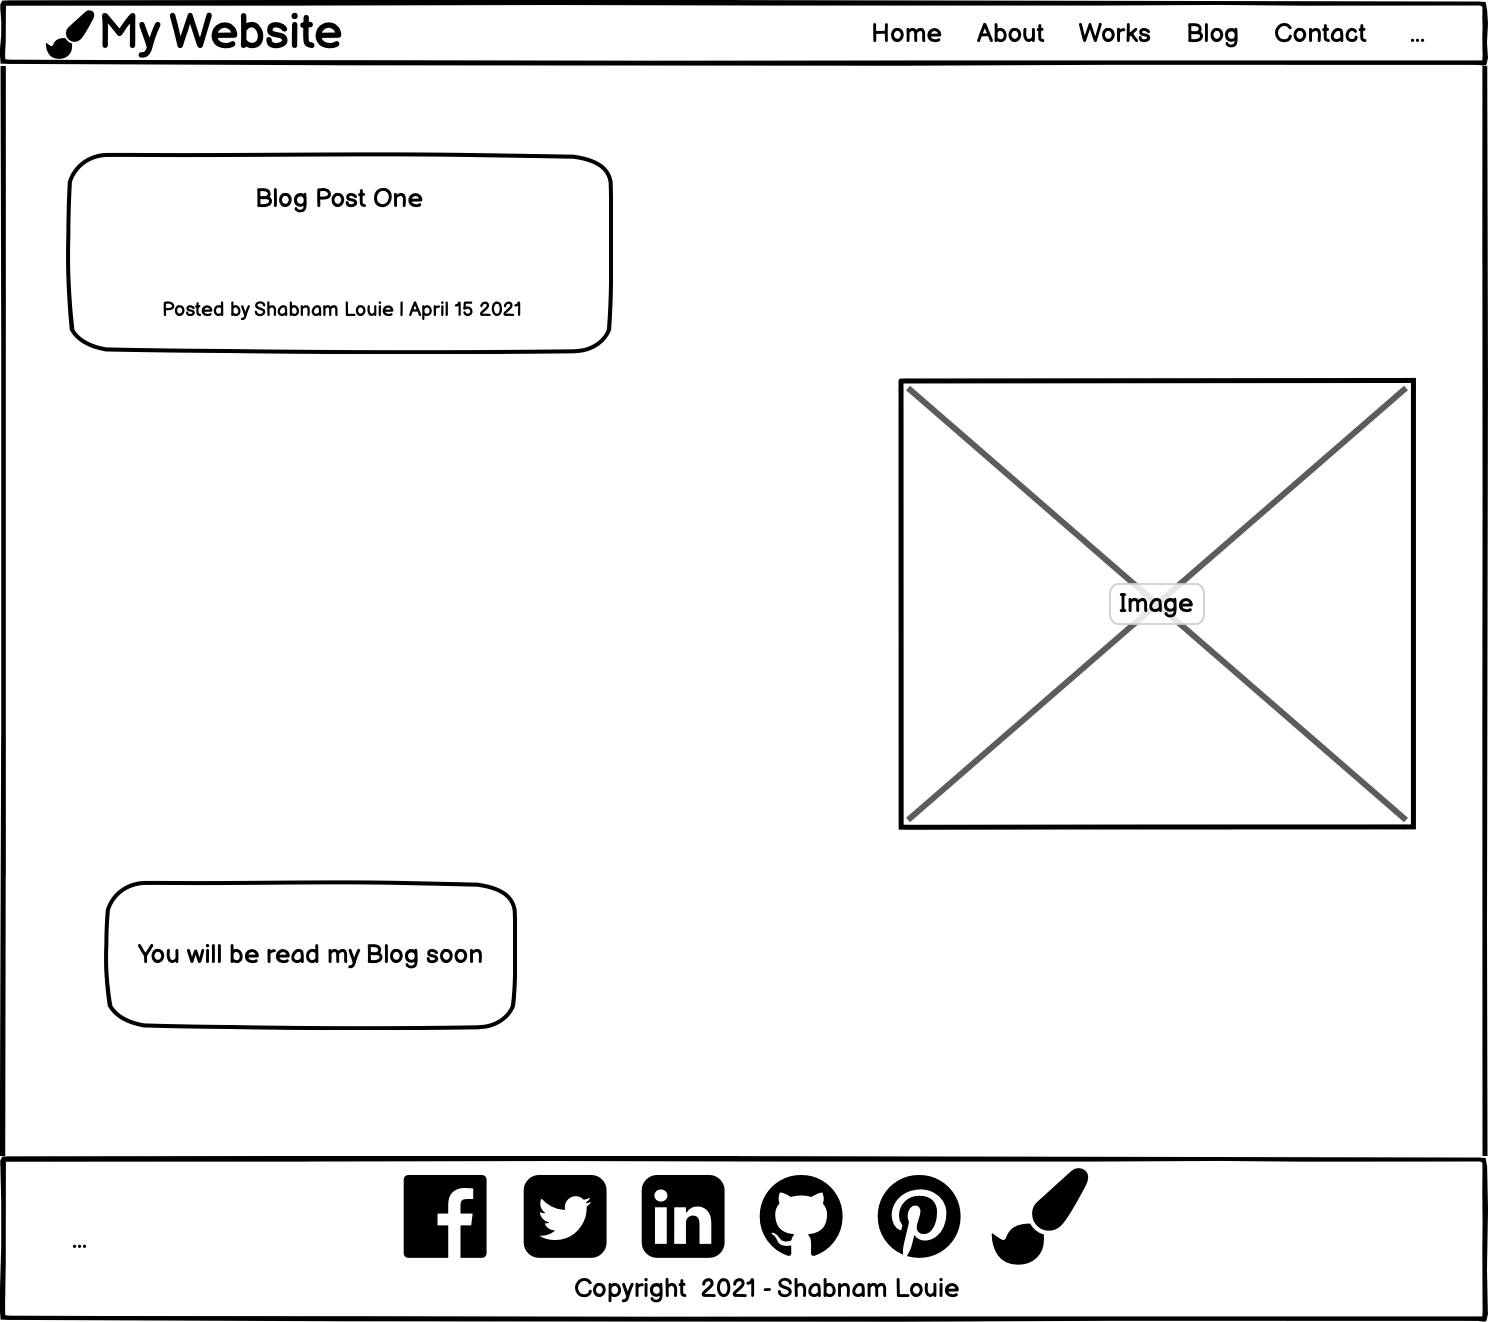 My Website
Home About Works Blog Contact ...
Blog Post One
Posted by Shabnam Louie | April 15 2021
Image
You will be read my Blog soon
...
Copyright 2021 - Shabnam Louie